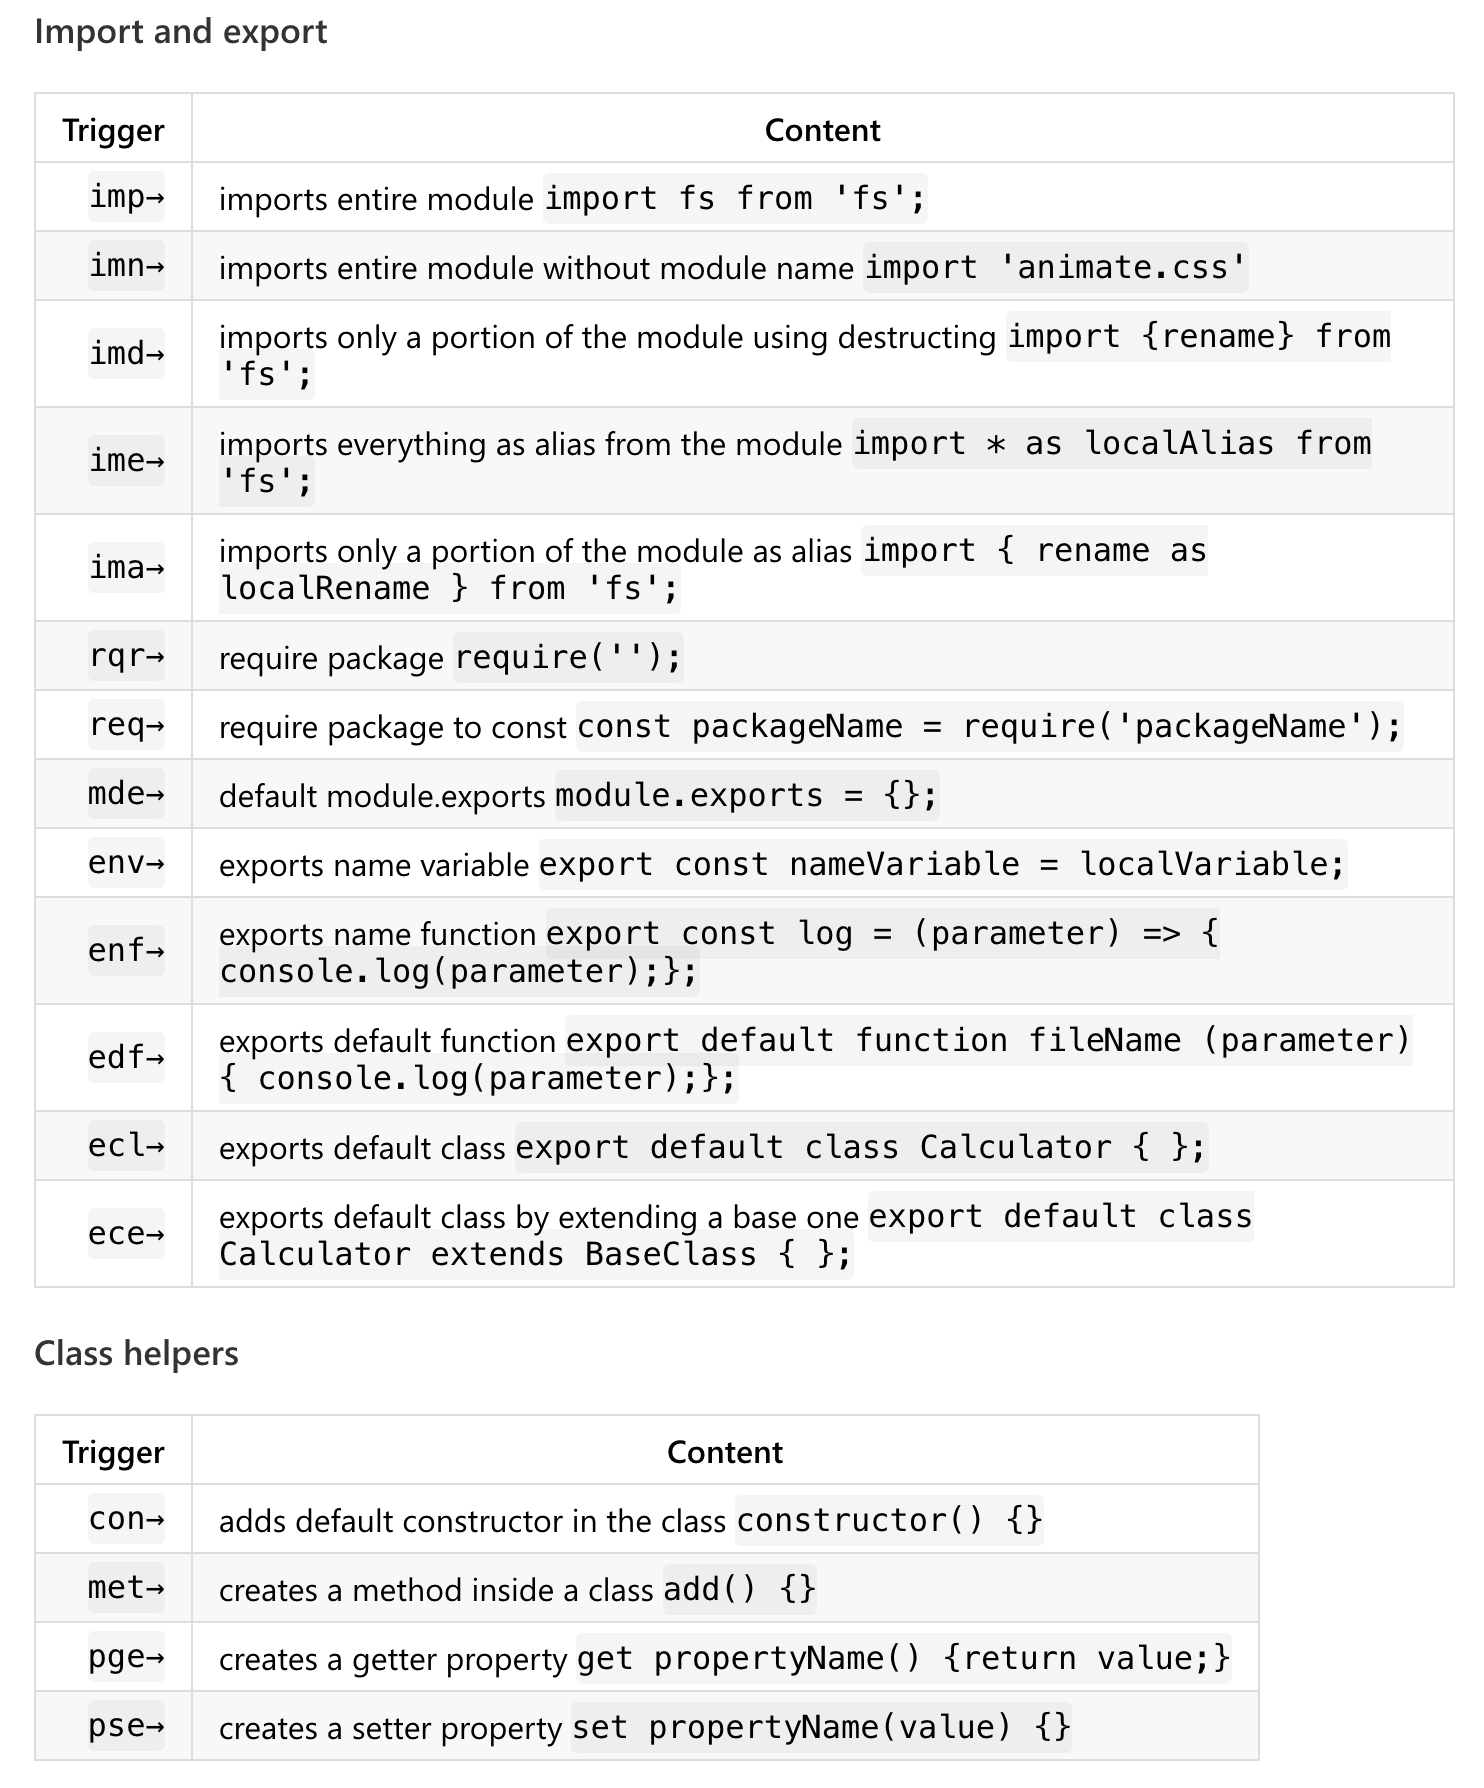 Import and export
Trigger Content
imp→ imports entire module import fs from 'fs';
imn→ imports entire module without module name import 'animate.css'
imd→ imports only a portion of the module using destructing import {rename} from
'fs';
ime→ imports everything as alias from the module import * as localAlias from
'fs';
ima→ imports only a portion of the module as alias import { rename as
localRename } from 'fs';
rqr→ require package require('');
req→ require package to const const packageName = require('packageName');
mde→ default module.exports module.exports = {};
env→ exports name variable export const nameVariable = localVariable;
enf→ exports name function export const log = (parameter) => {
console.log(parameter);};
edf→ exports default function export default function fileName (parameter)
{ console.log(parameter);};
ecl→ exports default class export default class Calculator { };
ece→ exports default class by extending a base one export default class
Calculator extends BaseClass { };
Class helpers
Trigger Content
con→ adds default constructor in the class constructor() {}
met→ creates a method inside a class add() {}
pge→ creates a getter property get propertyName() {return value;}
pse→ creates a setter property set propertyName(value) {}